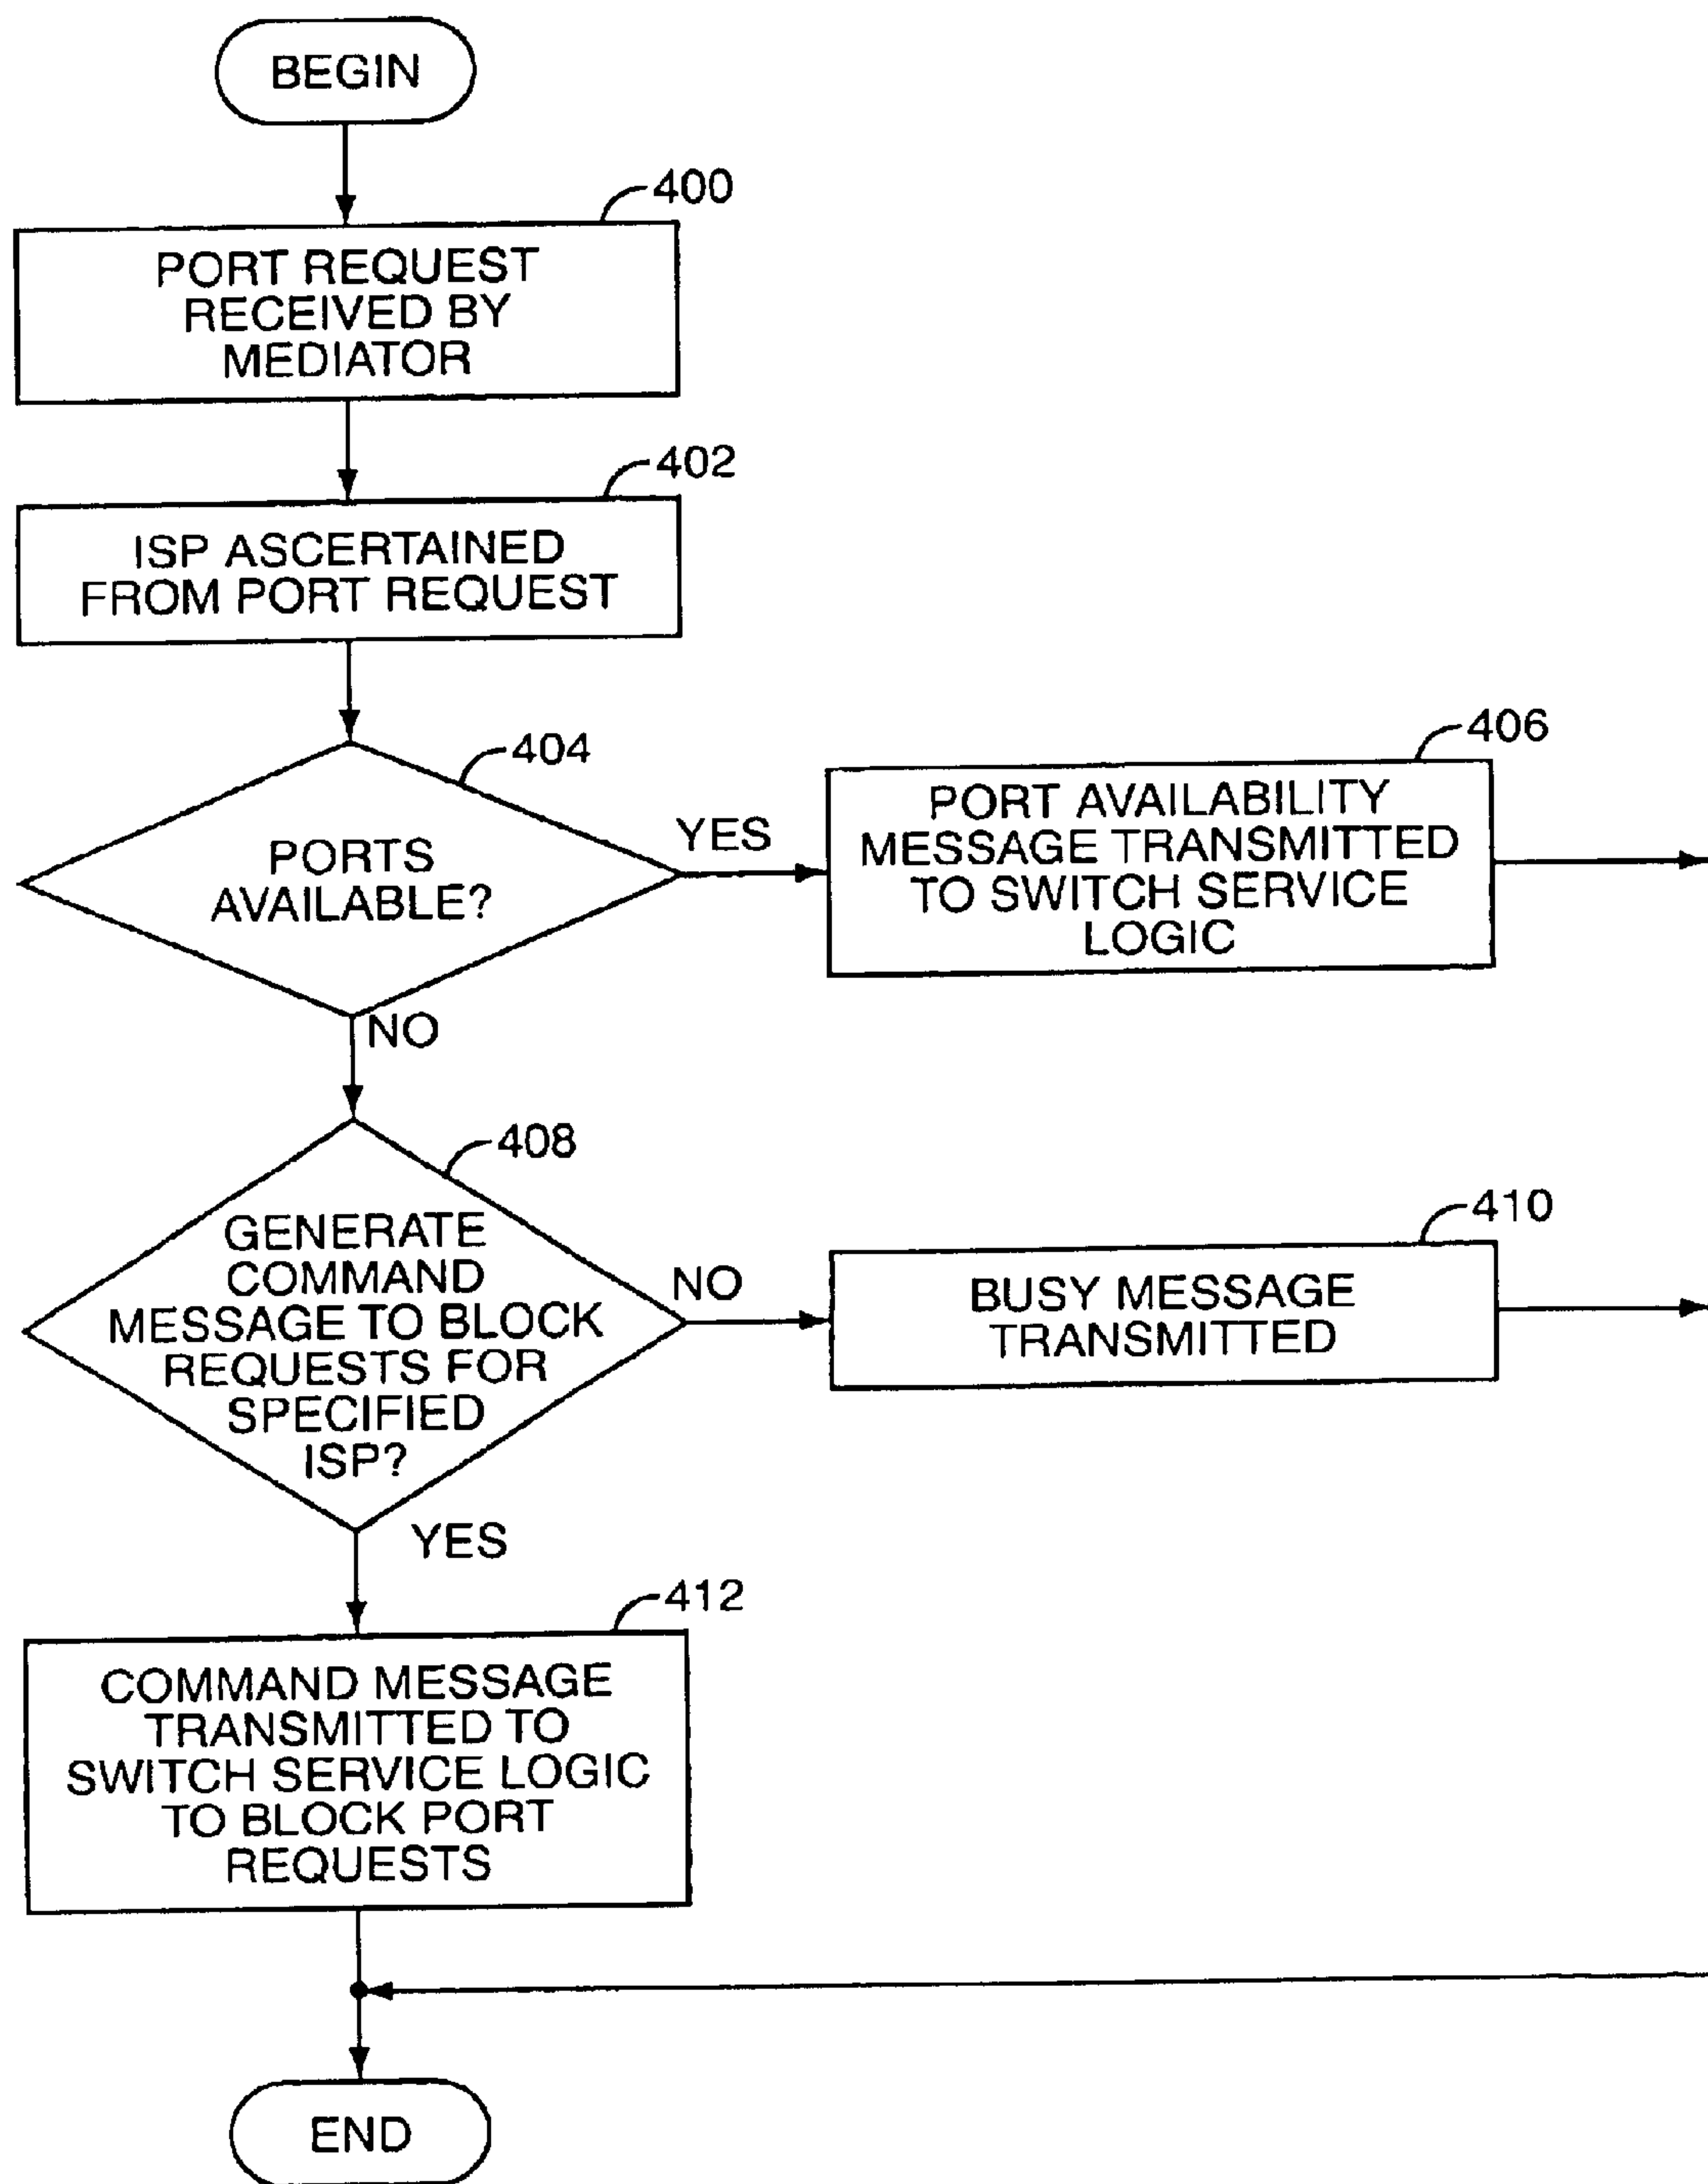 BEGIN
400
PORT REQUEST
RECEIVED BY
MEDIATOR
402
ISP ASCERTAINED
FROM PORT REQUEST
404
PORTS
AVAILABLE?
YES
406
PORT AVAILABILITY
MESSAGE TRANSMITTED
TO SWITCH SERVICE
LOGIC
NO
408
GENERATE
COMMAND
MESSAGE TO BLOCK
REQUESTS FOR
SPECIFIED
ISP?
NO
410
BUSY MESSAGE
TRANSMITTED
YES
412
COMMAND MESSAGE
TRANSMITTED TO
SWITCH SERVICE LOGIC
TO BLOCK PORT
REQUESTS
END